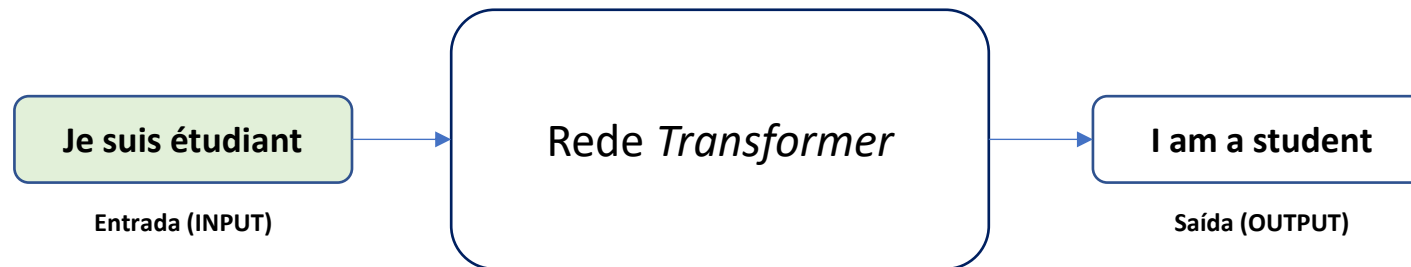 Je suis étudiant
Entrada (INPUT)
Rede Transformer
I am a student
Saída (OUTPUT)